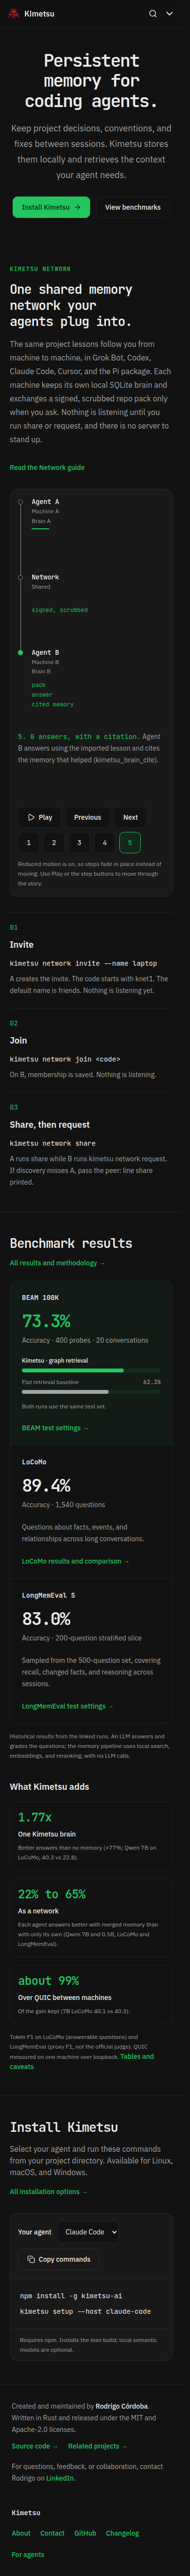 Kimetsu
Persistent
memory for
coding agents.
Keep project decisions, conventions, and
fixes between sessions. Kimetsu stores
them locally and retrieves the context
your agent needs.
Install Kimetsu →
View benchmarks
KIMETSU NETWORK
One shared memory
network your
agents plug into.
The same project lessons follow you from
machine to machine, in Grok Bot, Codex,
Claude Code, Cursor, and the Pi package. Each
machine keeps its own local SQLite brain and
exchanges a signed, scrubbed repo pack only
when you ask. Nothing is listening until you
run share or request, and there is no server to
stand up.
Read the Network guide
Agent A
Machine A
Brain A
Network
Shared
signed, scrubbed
Agent B
Machine B
Brain B
pack
answer
cited memory
5. B answers, with a citation. Agent
B answers using the imported lesson and cites
the memory that helped (kimetsu_brain_cite).
Play
Previous
Next
1
2
3
4
5
Reduced motion is on, so steps fade in place instead of
moving. Use Play or the step buttons to move through
the story.
01
Invite
kimetsu network invite --name laptop
A creates the invite. The code starts with knet1. The
default name is friends. Nothing is listening yet.
02
Join
kimetsu network join <code>
On B, membership is saved. Nothing is listening.
03
Share, then request
kimetsu network share
A runs share while B runs kimetsu network request.
If discovery misses A, pass the peer: line share
printed.
Benchmark results
All results and methodology →
BEAM 100K
73.3%
Accuracy · 400 probes · 20 conversations
Kimetsu · graph retrieval
Flat retrieval baseline
62.3%
Both runs use the same test set.
BEAM test settings →
LoCoMo
89.4%
Accuracy · 1,540 questions
Questions about facts, events, and
relationships across long conversations.
LoCoMo results and comparison →
LongMemEval S
83.0%
Accuracy · 200-question stratified slice
Sampled from the 500-question set, covering
recall, changed facts, and reasoning across
sessions.
LongMemEval test settings →
Historical results from the linked runs. An LLM answers and
grades the questions; the memory pipeline uses local search,
embeddings, and reranking, with no LLM calls.
What Kimetsu adds
1.77x
One Kimetsu brain
Better answers than no memory (+77%; Qwen 7B on
LoCoMo, 40.3 vs 22.8).
22% to 65%
As a network
Each agent answers better with merged memory than
with only its own (Qwen 7B and 0.5B, LoCoMo and
LongMemEval).
about 99%
Over QUIC between machines
Of the gain kept (7B LoCoMo 40.1 vs 40.3).
Token F1 on LoCoMo (answerable questions) and
LongMemEval (proxy F1, not the official judge). QUIC
measured on one machine over loopback. Tables and
caveats
Install Kimetsu
Select your agent and run these commands
from your project directory. Available for Linux,
macOS, and Windows.
All installation options →
Your agent
Claude Code
Copy commands
npm install -g kimetsu-ai
kimetsu setup --host claude-code
Requires npm. Installs the lean build; local semantic
models are optional.
Created and maintained by Rodrigo Córdoba.
Written in Rust and released under the MIT and
Apache-2.0 licenses.
Source code →
Related projects →
For questions, feedback, or collaboration, contact
Rodrigo on LinkedIn.
Kimetsu
About
Contact
GitHub
Changelog
For agents